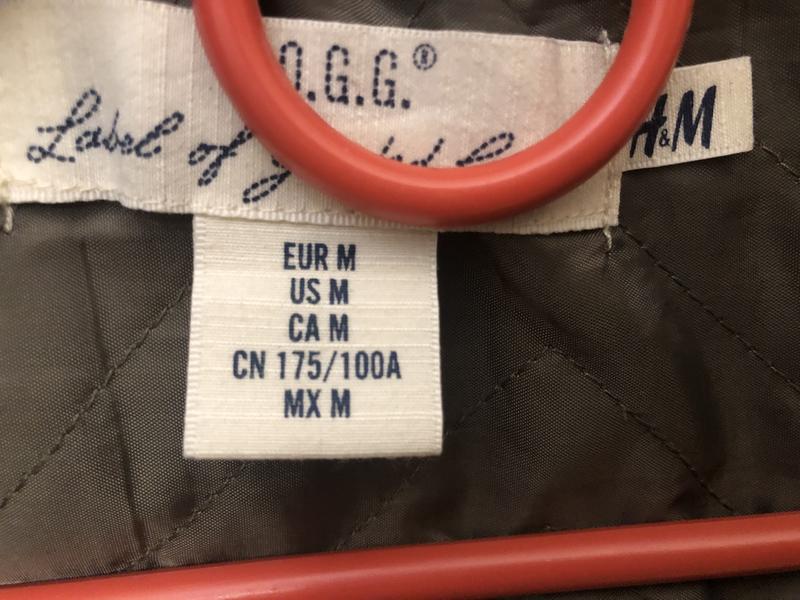 .O.G.G.®
Label of
H&M
EUR M
US M
CA M
CN 175/100A
MX M